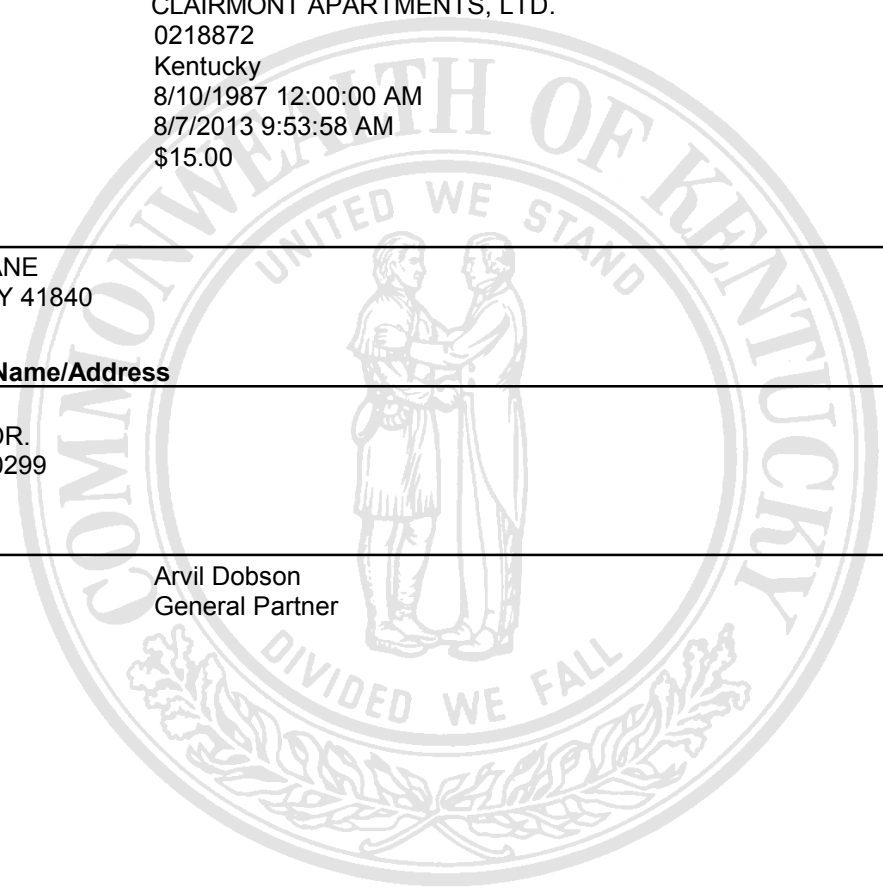 CLAIRMONT APARTMENTS, LTD.
0218872
Kentucky
8/10/1987 12:00:00 AM
8/7/2013 9:53:58 AM
$15.00
ANE
Y 41840
Name/Address
DR.
0299
Arvil Dobson
General Partner
COMMONWEALTH OF KENTUCKY
UNITED WE STAND
DIVIDED WE FALL